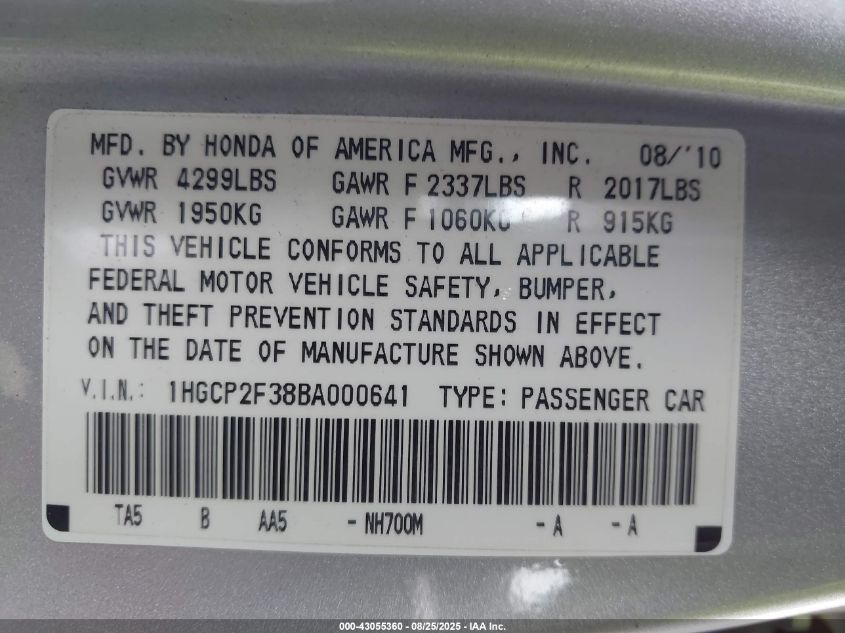 MFD. BY HONDA OF AMERICA MFG., INC. 08/'10
GVWR 4299LBS GAWR F 2337LBS R 2017LBS
GVWR 1950KG GAWR F 1060KG R 915KG
THIS VEHICLE CONFORMS TO ALL APPLICABLE
FEDERAL MOTOR VEHICLE SAFETY, BUMPER,
AND THEFT PREVENTION STANDARDS IN EFFECT
ON THE DATE OF MANUFACTURE SHOWN ABOVE.
V.I.N.: 1HGCP2F38BA000641 TYPE: PASSENGER CAR
TA5 B AA5 - NH700M - A - A
000-43055360 - 08/25/2025 - IAA Inc.